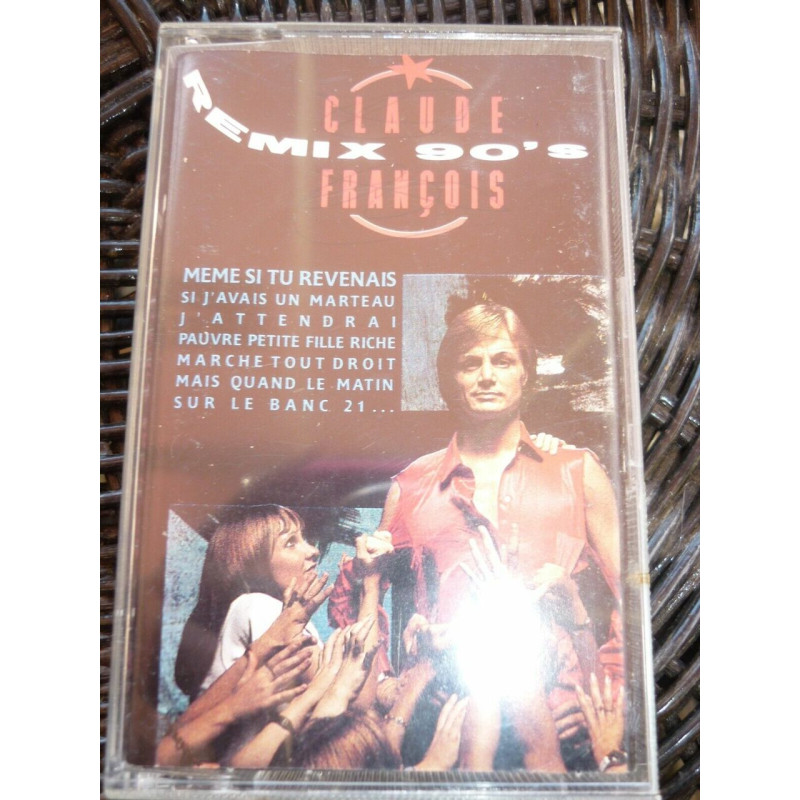 CLAUDE
REMIX 90'S
FRANÇOIS
MEME SI TU REVENAIS
SI J'AVAIS UN MARTEAU
J'ATTENDRAI
PAUVRE PETITE FILLE RICHE
MARCHE TOUT DROIT
MAIS QUAND LE MATIN
SUR LE BANC 21...